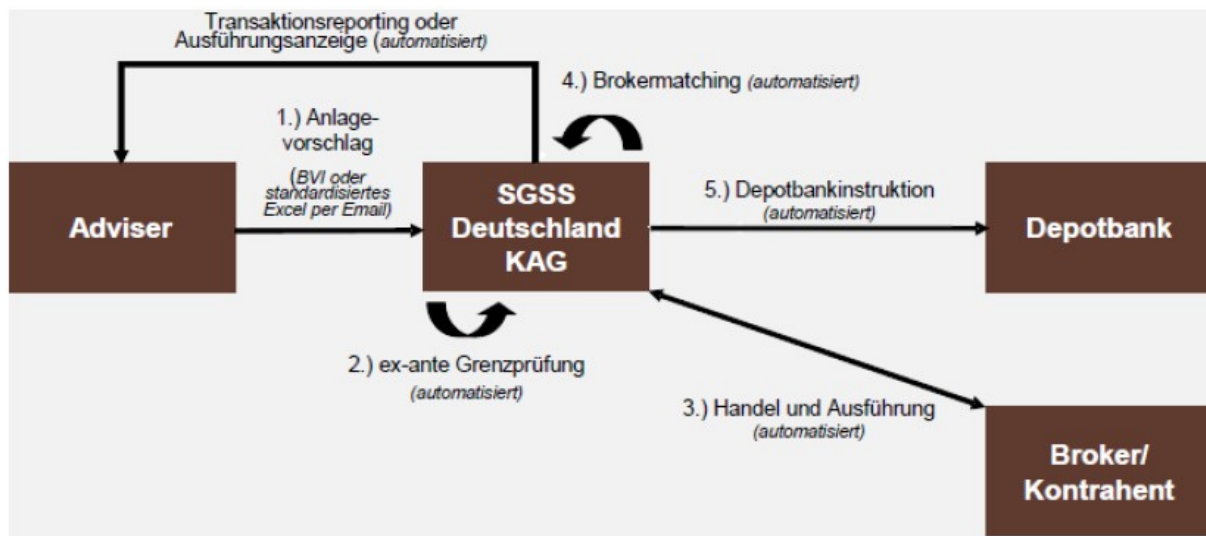 Transaktionsreporting oder
Ausführungsanzeige (automatisiert)
4.) Brokermatching (automatisiert)
1.) Anlage-
vorschlag
(BVI oder
standardisiertes
Excel per Email)
Adviser
SGSS
Deutschland
KAG
5.) Depotbankinstruktion
(automatisiert)
Depotbank
2.) ex-ante Grenzprüfung
(automatisiert)
3.) Handel und Ausführung
(automatisiert)
Broker/
Kontrahent